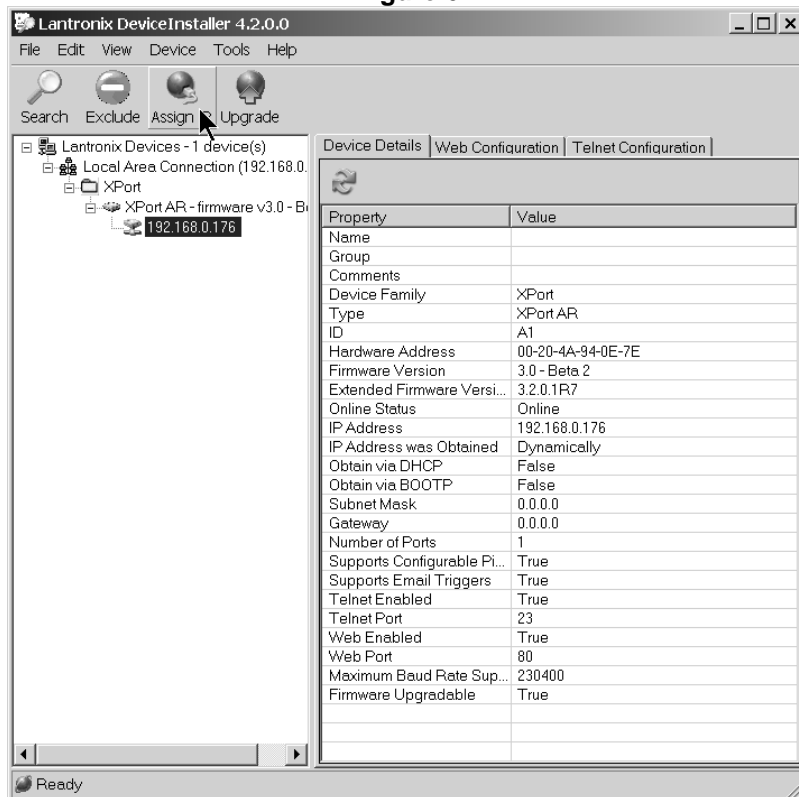 Lantronix DeviceInstaller 4.2.0.0
File Edit View Device Tools Help
Search Exclude Assign Upgrade
Lantronix Devices - 1 device(s)
Local Area Connection (192.168.0.
XPort
XPort AR - firmware v3.0 -
192.168.0.176
Device Details Web Configuration Telnet Configuration
Property Value
Name
Group
Comments
Device Family XPort
Type XPort AR
ID A1
Hardware Address 00-20-4A-94-0E-7E
Firmware Version 3.0 - Beta 2
Extended Firmware Versi... 3.2.0.1R7
Online Status Online
IP Address 192.168.0.176
IP Address was Obtained Dynamically
Obtain via DHCP False
Obtain via BOOTP False
Subnet Mask 0.0.0.0
Gateway 0.0.0.0
Number of Ports 1
Supports Configurable Pi... True
Supports Email Triggers True
Telnet Enabled True
Telnet Port 23
Web Enabled True
Web Port 80
Maximum Baud Rate Sup... 230400
Firmware Upgradable True
Ready